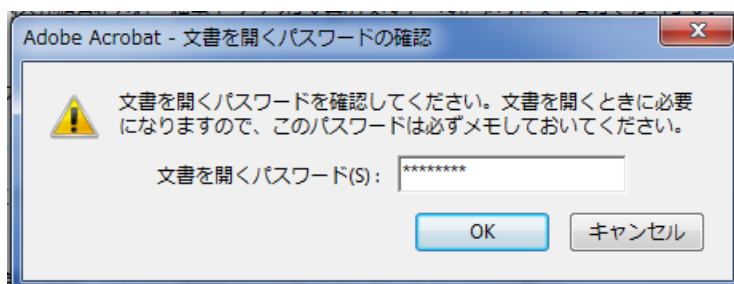 Adobe Acrobat - 文書を開くパスワードの確認
文書を開くパスワードを確認してください。文書を開くときに必要
になりますので、このパスワードは必ずメモしておいてください。
文書を開くパスワード(S): ********
OK キャンセル